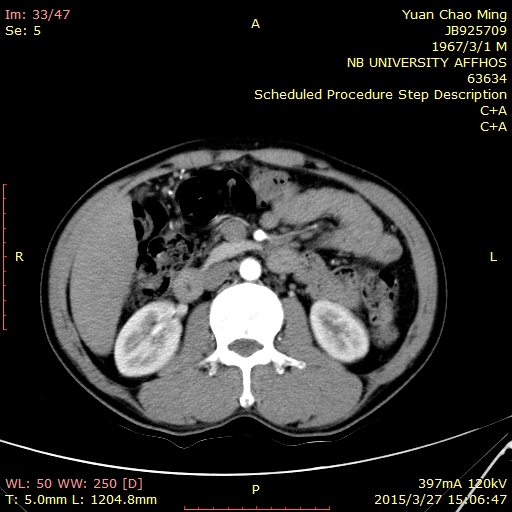 Im: 33/47
Se: 5
A
Yuan Chao Ming
JB925709
1967/3/1 M
NB UNIVERSITY AFFHOS
63634
Scheduled Procedure Step Description
C+A
C+A
R
L
WL: 50 WW: 250 [D]
T: 5.0mm L: 1204.8mm
P
397mA 120kV
2015/3/27 15:06:47